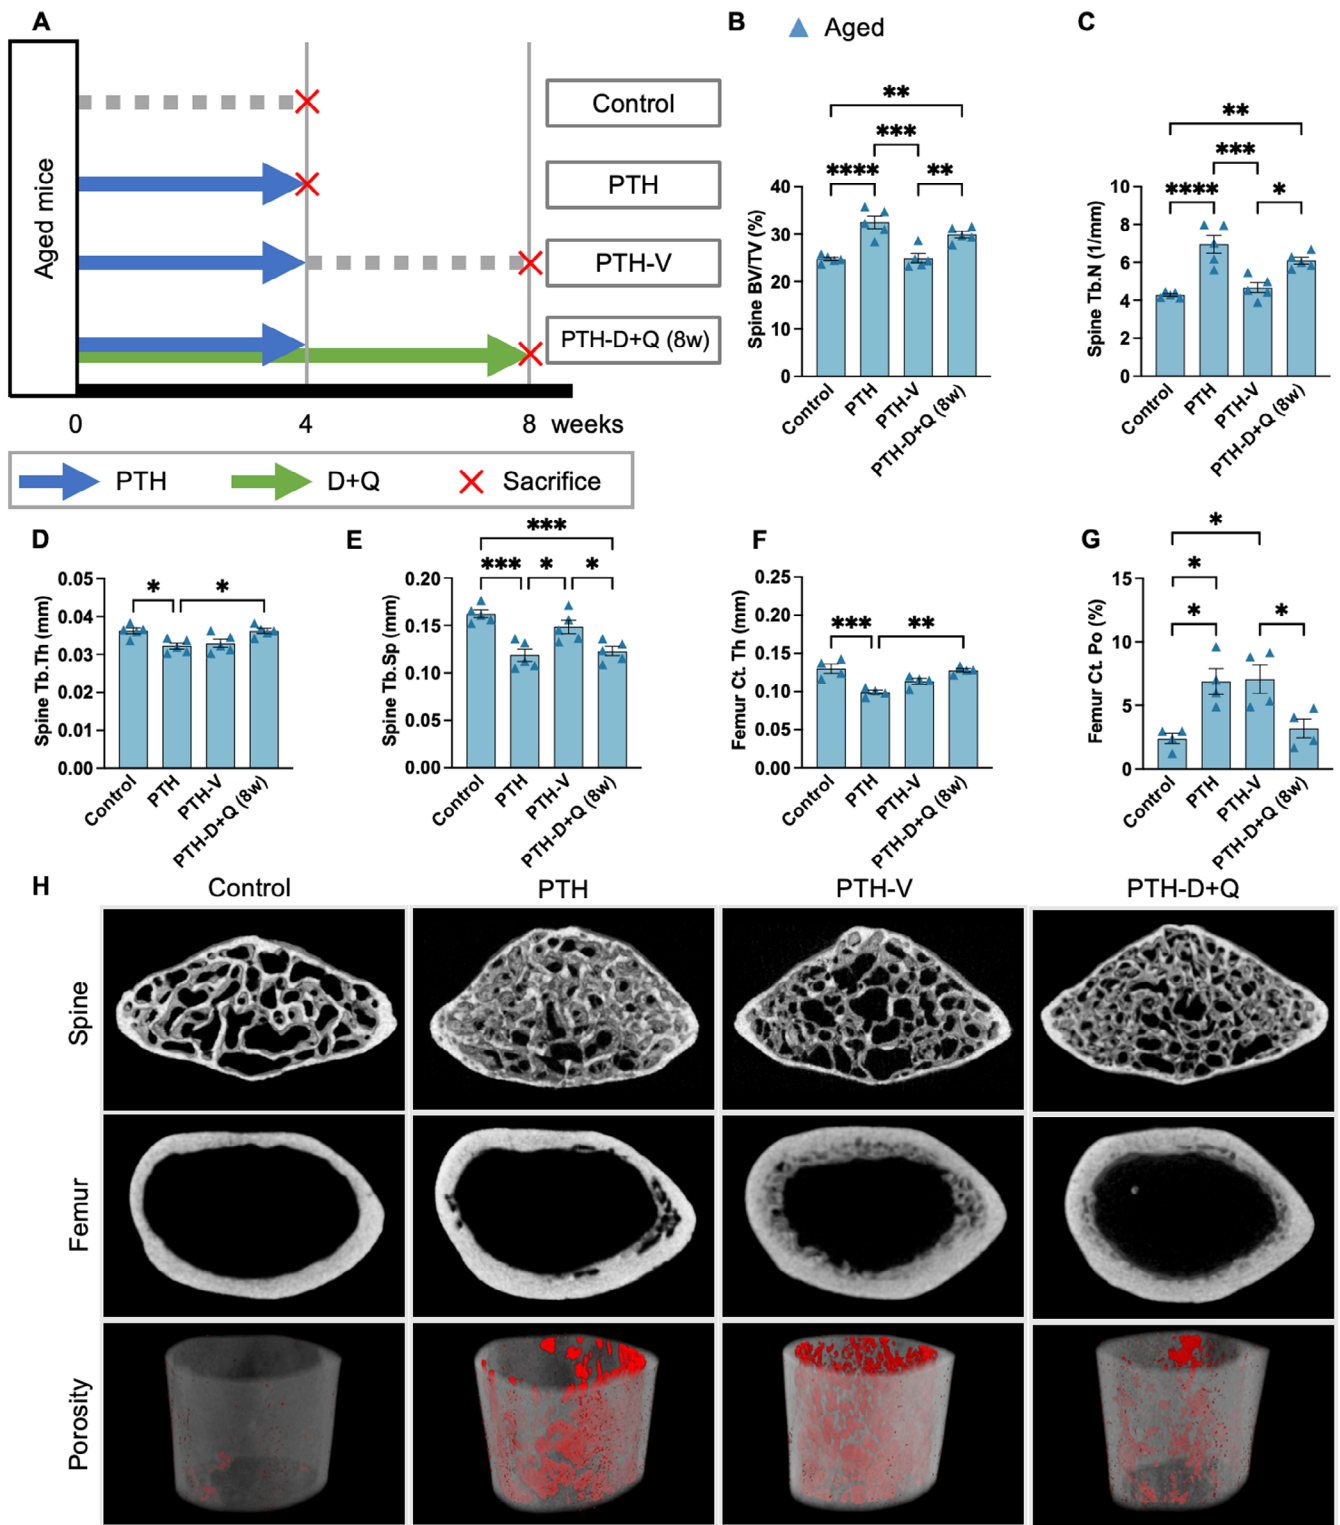 A
Aged mice
Control
PTH
PTH-V
PTH-D+Q (8w)
0 4 8 weeks
PTH D+Q Sacrifice
B
Aged
**
***
**** **
Spine BV/TV (%)
40
30
20
10
0
Control PTH PTH-V PTH-D+Q (8w)
C
**
***
**** *
Spine Tb.N (1/mm)
10
8
6
4
2
0
Control PTH PTH-V PTH-D+Q (8w)
D
* *
Spine Tb.Th (mm)
0.05
0.04
0.03
0.02
0.01
0.00
Control PTH PTH-V PTH-D+Q (8w)
E
***
*** * *
Spine Tb.Sp (mm)
0.20
0.15
0.10
0.05
0.00
Control PTH PTH-V PTH-D+Q (8w)
F
*** **
Femur Ct. Th (mm)
0.25
0.20
0.15
0.10
0.05
0.00
Control PTH PTH-V PTH-D+Q (8w)
G
*
*
* *
Femur Ct. Po (%)
15
10
5
0
Control PTH PTH-V PTH-D+Q (8w)
H
Control PTH PTH-V PTH-D+Q
Spine
Femur
Porosity